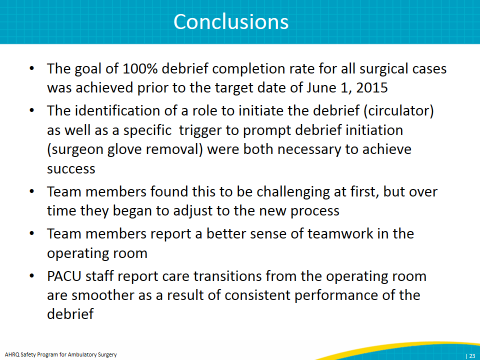 Conclusions
• The goal of 100% debrief completion rate for all surgical cases
was achieved prior to the target date of June 1, 2015
• The identification of a role to initiate the debrief (circulator)
as well as a specific trigger to prompt debrief initiation
(surgeon glove removal) were both necessary to achieve
success
• Team members found this to be challenging at first, but over
time they began to adjust to the new process
• Team members report a better sense of teamwork in the
operating room
• PACU staff report care transitions from the operating room
are smoother as a result of consistent performance of the
debrief
AHRQ Safety Program for Ambulatory Surgery
| 23